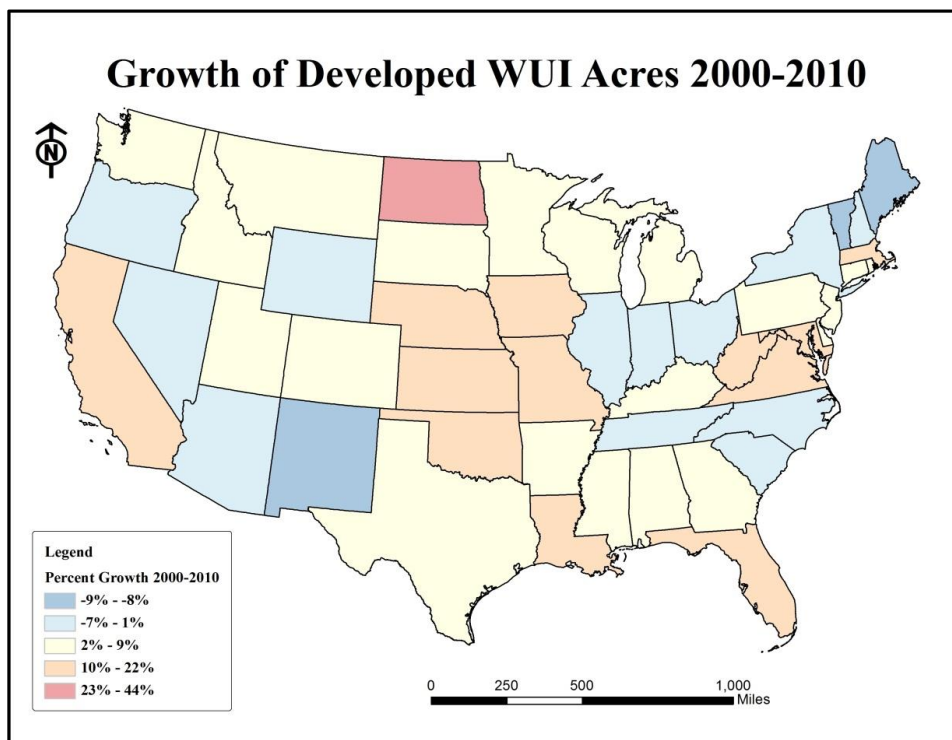 Growth of Developed WUI Acres 2000-2010
N
Legend
Percent Growth 2000-2010
-9% - -8%
-7% - 1%
2% - 9%
10% - 22%
23% - 44%
0 250 500 1,000
Miles